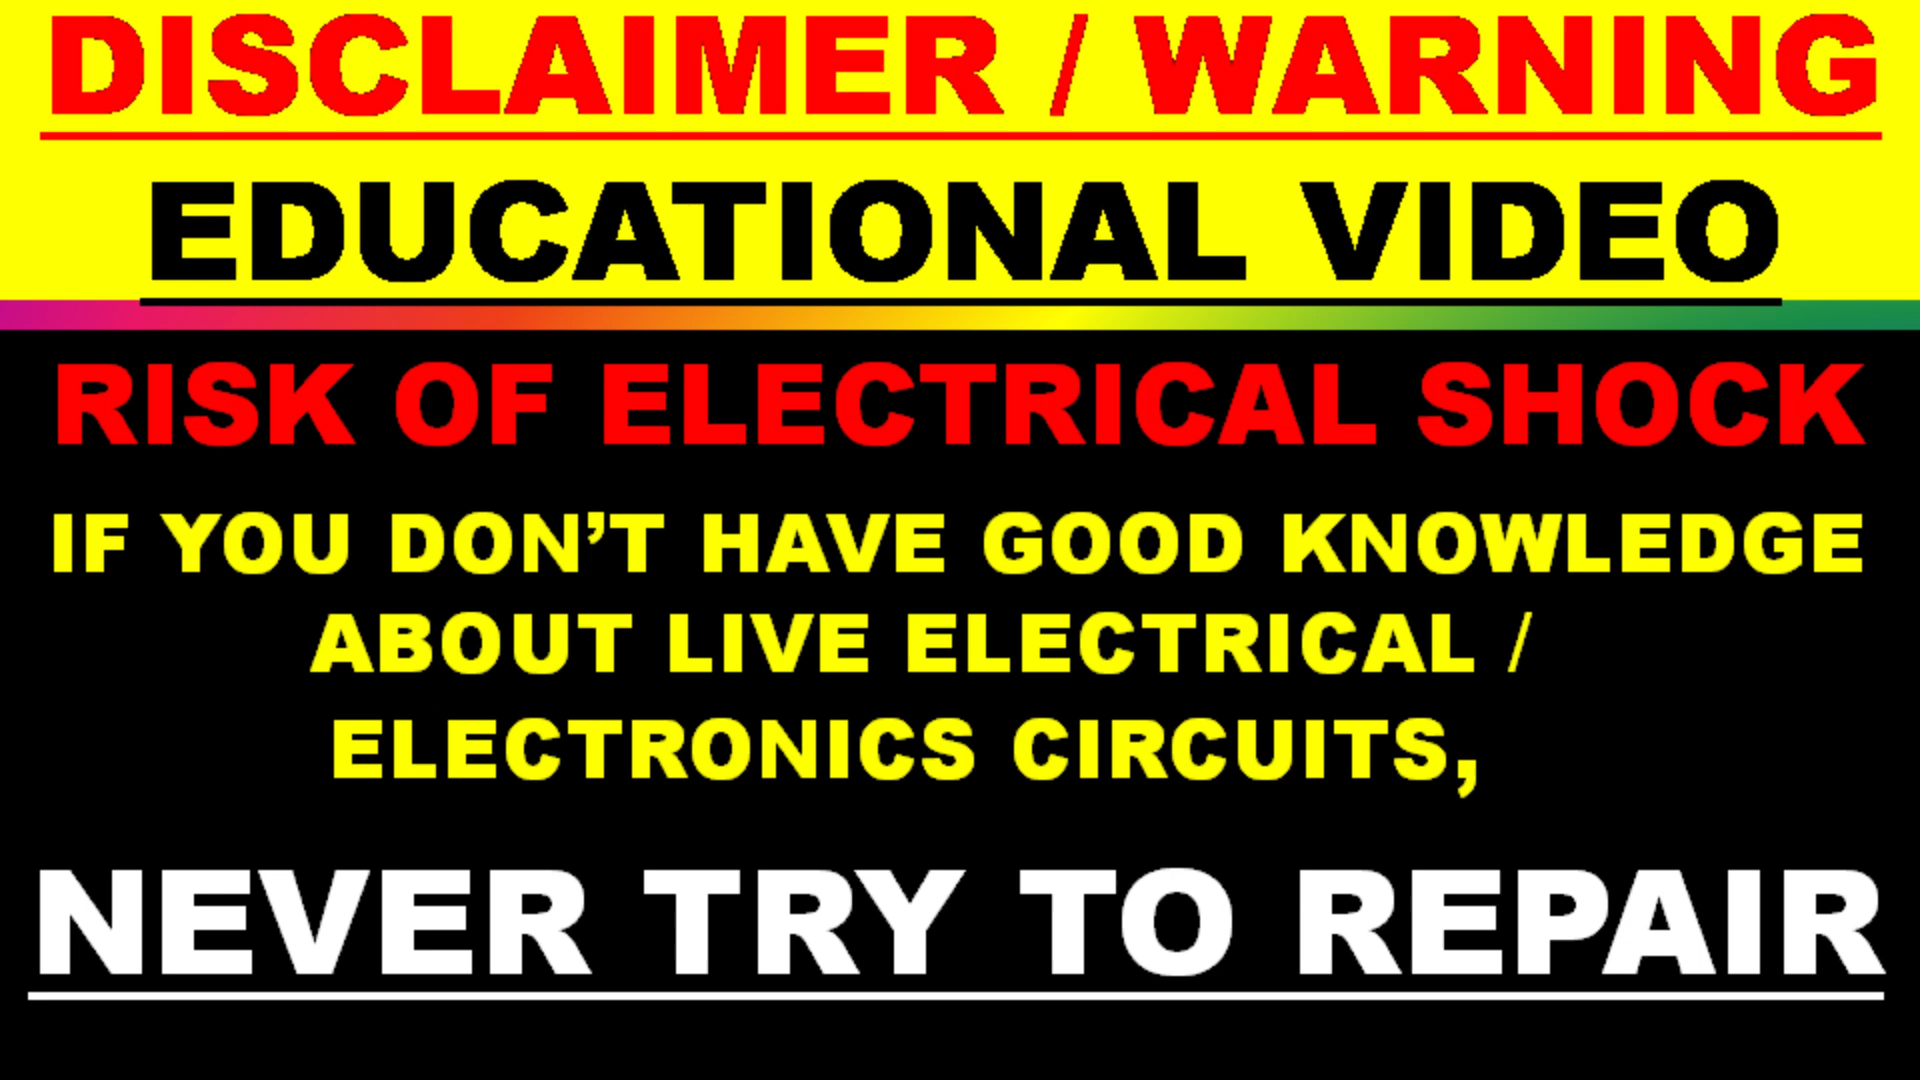 DISCLAIMER / WARNING
EDUCATIONAL VIDEO
RISK OF ELECTRICAL SHOCK
IF YOU DON’T HAVE GOOD KNOWLEDGE
ABOUT LIVE ELECTRICAL /
ELECTRONICS CIRCUITS,
NEVER TRY TO REPAIR